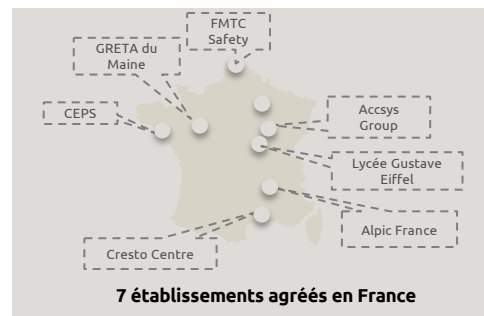 FMTC
Safety
GRETA du
Maine
CEPS
Accsys
Group
Lycée Gustave
Eiffel
Alpic France
Cresto Centre
7 établissements agréés en France